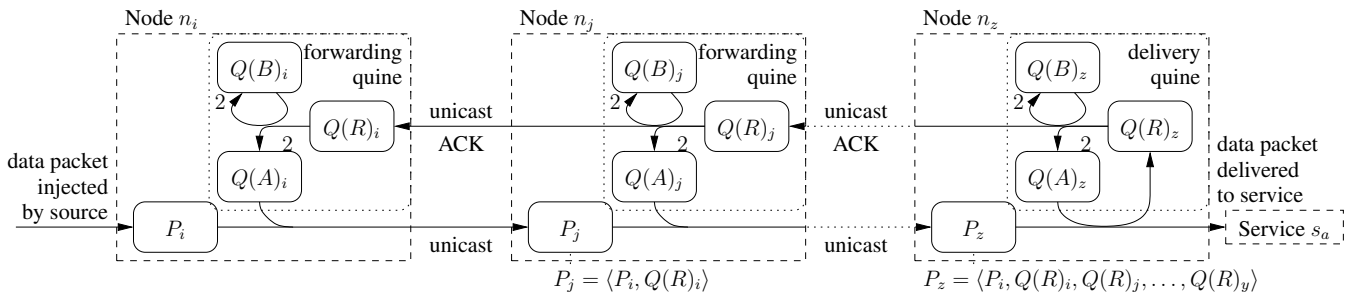 Node n_i
forwarding
quine
Q(B)_i
2
Q(R)_i
2
Q(A)_i
data packet
injected
by source
P_i
unicast
ACK
unicast
Node n_j
forwarding
quine
Q(B)_j
2
Q(R)_j
2
Q(A)_j
P_j
P_j = ⟨P_i, Q(R)_i⟩
unicast
ACK
unicast
Node n_z
delivery
quine
Q(B)_z
2
Q(R)_z
2
Q(A)_z
P_z
P_z = ⟨P_i, Q(R)_i, Q(R)_j, . . . , Q(R)_y⟩
data packet
delivered
to service
Service s_a